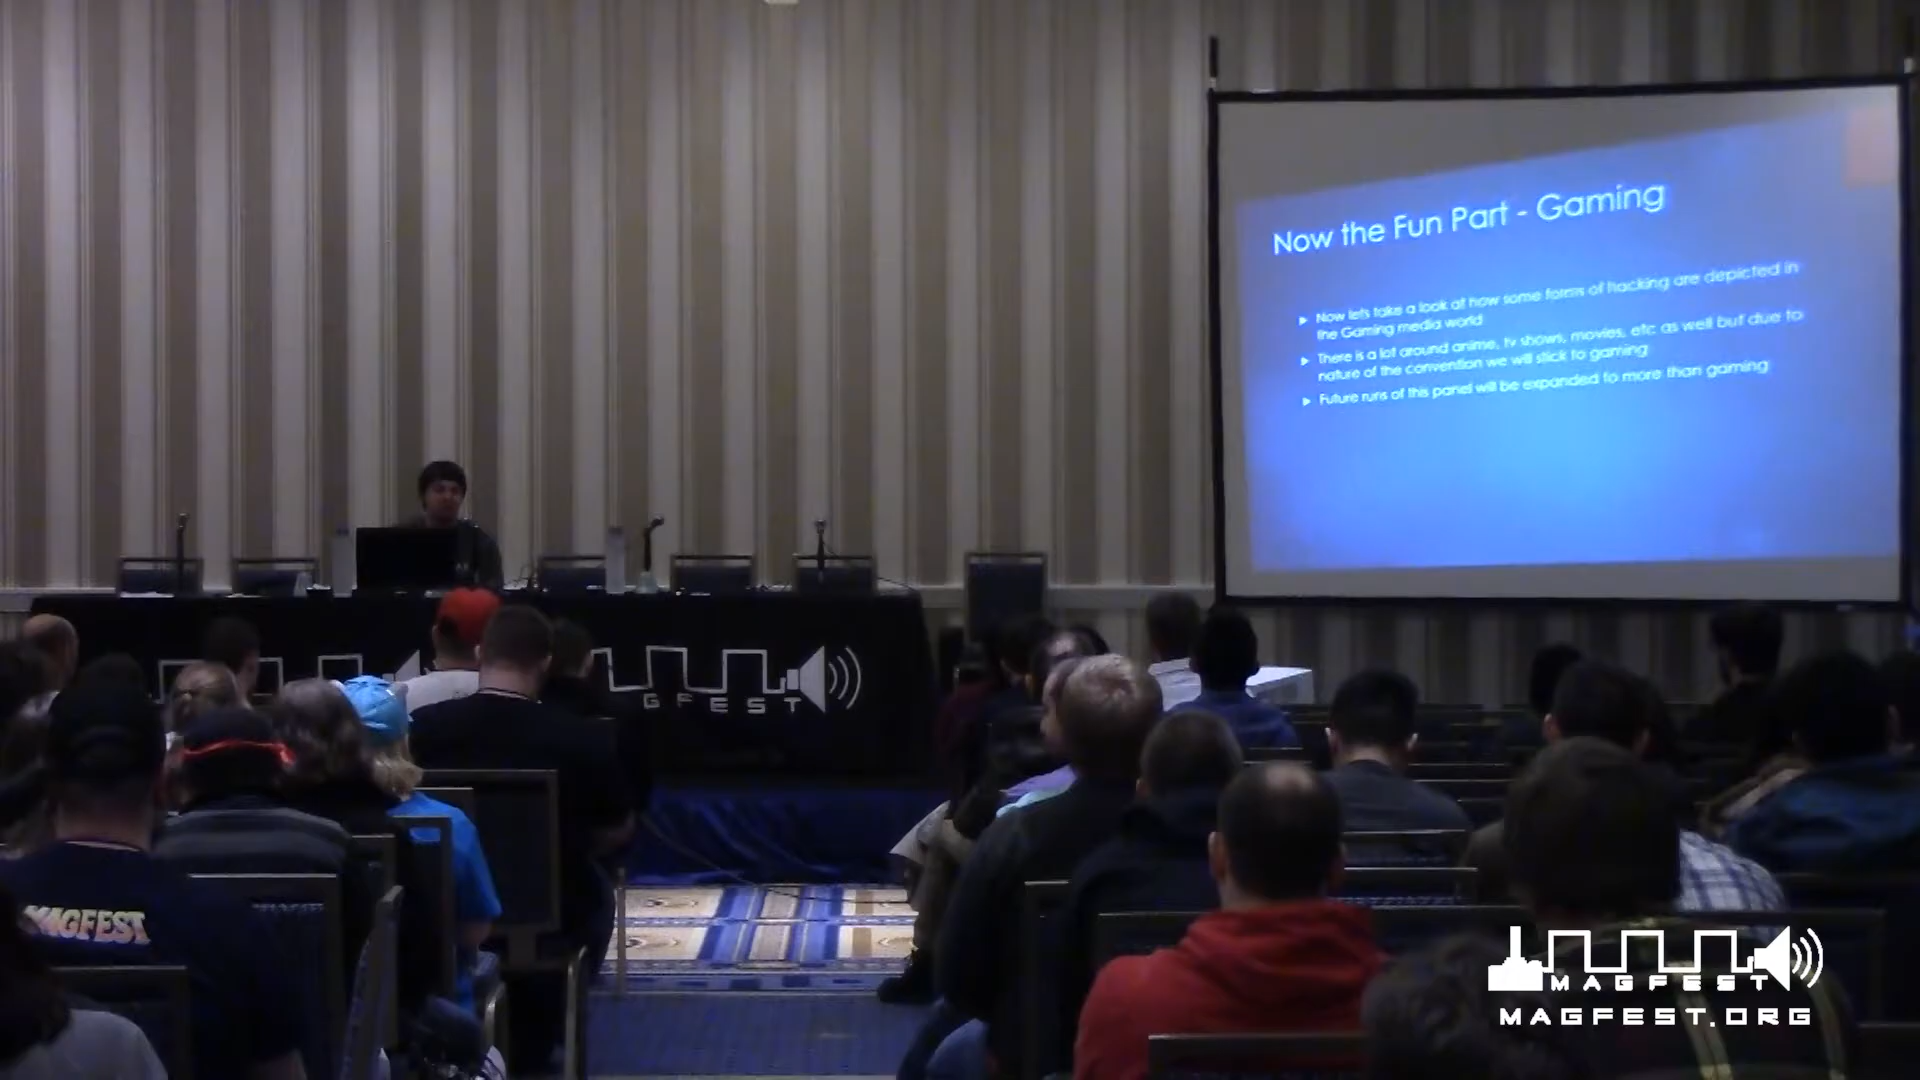 Now the Fun Part - Gaming
Now lets take a look at how some forms of hacking are depicted in
the Gaming media world
There is a lot around anime, tv shows, movies, etc as well but due to
nature of the convention we will stick to gaming
Future runs of this panel will be expanded to more than gaming
GFEST
MAGFEST
MAGFEST
MAGFEST.ORG